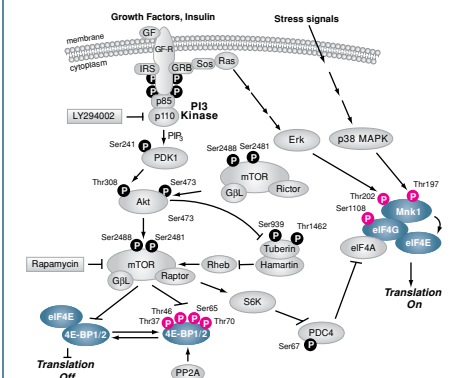 Growth Factors, Insulin
Stress signals
membrane
cytoplasm
GF
GF-R
IRS
GRB
Sos
Ras
P
P
P
P
p85
p110
PI3
Kinase
LY294002
PIP3
Ser241
P
PDK1
Ser2488
Ser2481
P
P
mTOR
GβL
Rictor
Erk
p38 MAPK
Thr308
Ser473
P
P
Akt
Ser473
Thr202
Thr197
P
P
Ser1108
P
Mnk1
eIF4G
eIF4A
eIF4E
Ser939
Thr1462
P
P
Tuberin
Hamartin
Ser2488
Ser2481
P
P
Rapamycin
mTOR
GβL
Raptor
Rheb
Translation
On
S6K
eIF4E
4E-BP1/2
Thr46
Ser65
Thr37
P
P
P
P
Thr70
4E-BP1/2
PDC4
Ser67
P
Translation
Off
PP2A